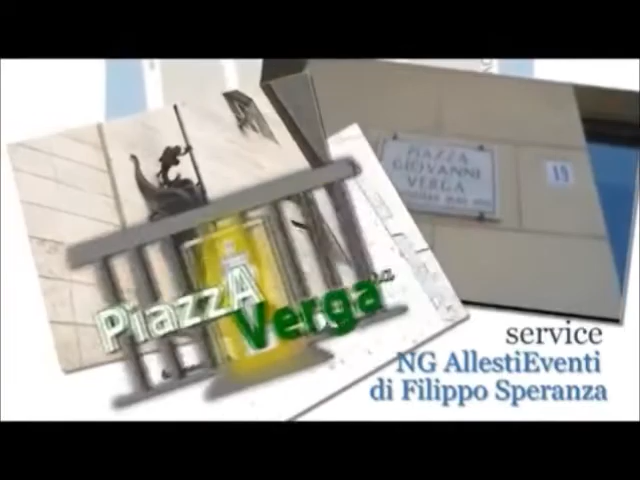 PIAZZA
GIOVANNI
VERGA
19
PiazzA
Verga
service
NG AllestiEventi
di Filippo Speranza